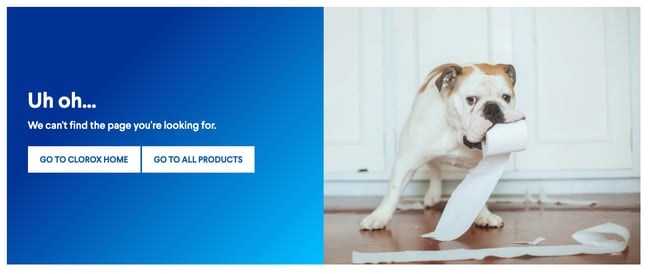 Uh oh...
We can't find the page you're looking for.
GO TO CLOROX HOME
GO TO ALL PRODUCTS